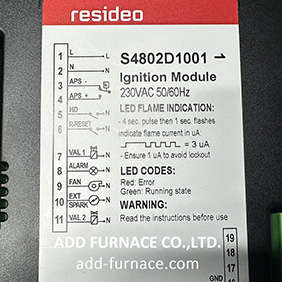 resideo
S4802D1001
Ignition Module
230VAC 50/60Hz
1 L L
2 N N
3 APS -
4 APS +
5 HD
6 R-RESET
7 VAL 1
8 ALARM
9 FAN
10 EXT SPARK
11 VAL 2
LED FLAME INDICATION:
- 4 sec. pulse then 1 sec. flashes
indicate flame current in uA:
= 3 uA
- Ensure 1 uA to avoid lockout
LED CODES:
Red: Error
Green: Running state
WARNING:
Read the instructions before use
ADD FURNACE CO.,LTD.
add-furnace.com
19
18
17
GND